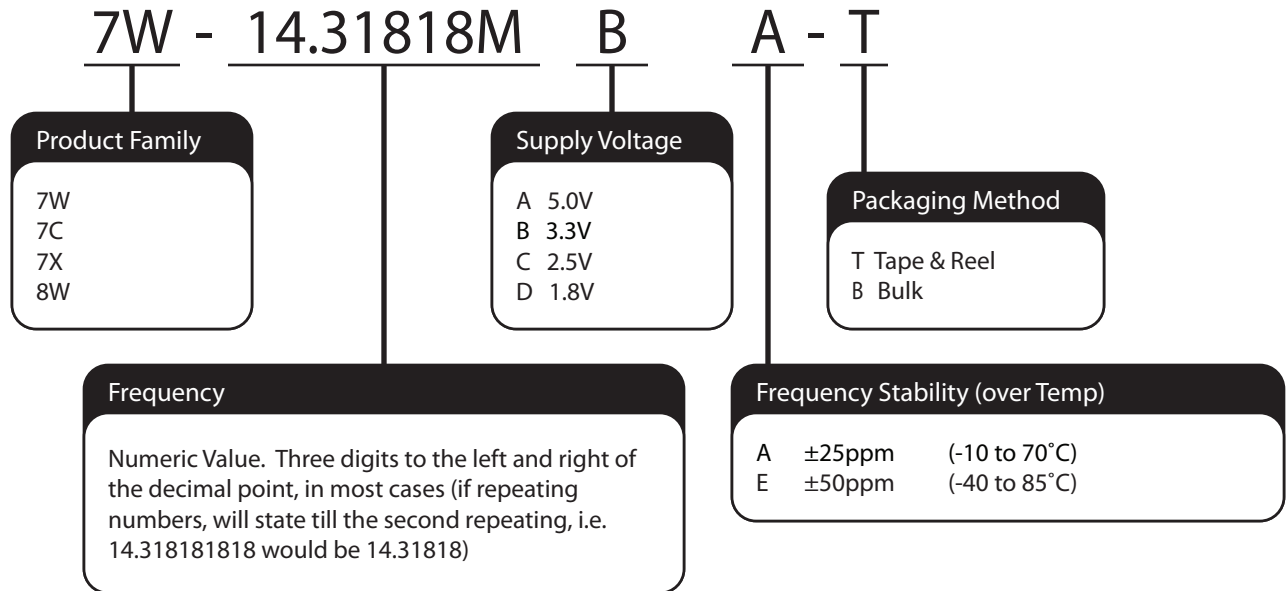 7W - 14.31818M B A - T
Product Family
7W
7C
7X
8W
Supply Voltage
A 5.0V
B 3.3V
C 2.5V
D 1.8V
Packaging Method
T Tape & Reel
B Bulk
Frequency
Numeric Value. Three digits to the left and right of
the decimal point, in most cases (if repeating
numbers, will state till the second repeating, i.e.
14.318181818 would be 14.31818)
Frequency Stability (over Temp)
A ±25ppm (-10 to 70˚C)
E ±50ppm (-40 to 85˚C)